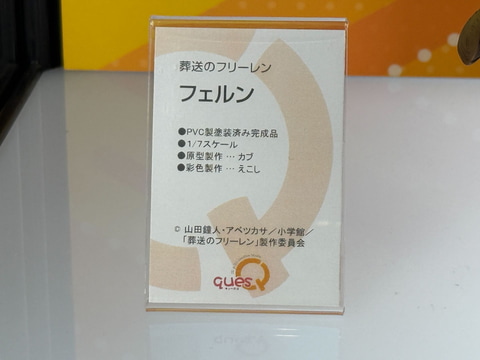 葬送のフリーレン
フェルン
●PVC製塗装済み完成品
●1/7スケール
●原型製作 … カブ
●彩色製作 … えこし
© 山田鐘人・アベツカサ／小学館／
「葬送のフリーレン」製作委員会
quesQ